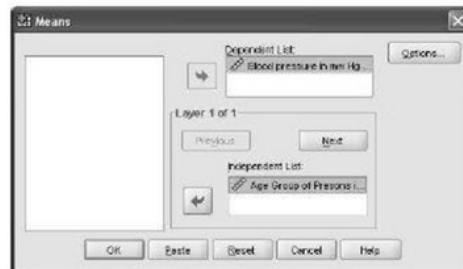 Means
Dependent List:
Blood pressure in mm Hg...
Options...
Layer 1 of 1
Previous
Next
Independent List:
Age Group of Presons i...
OK
Paste
Reset
Cancel
Help